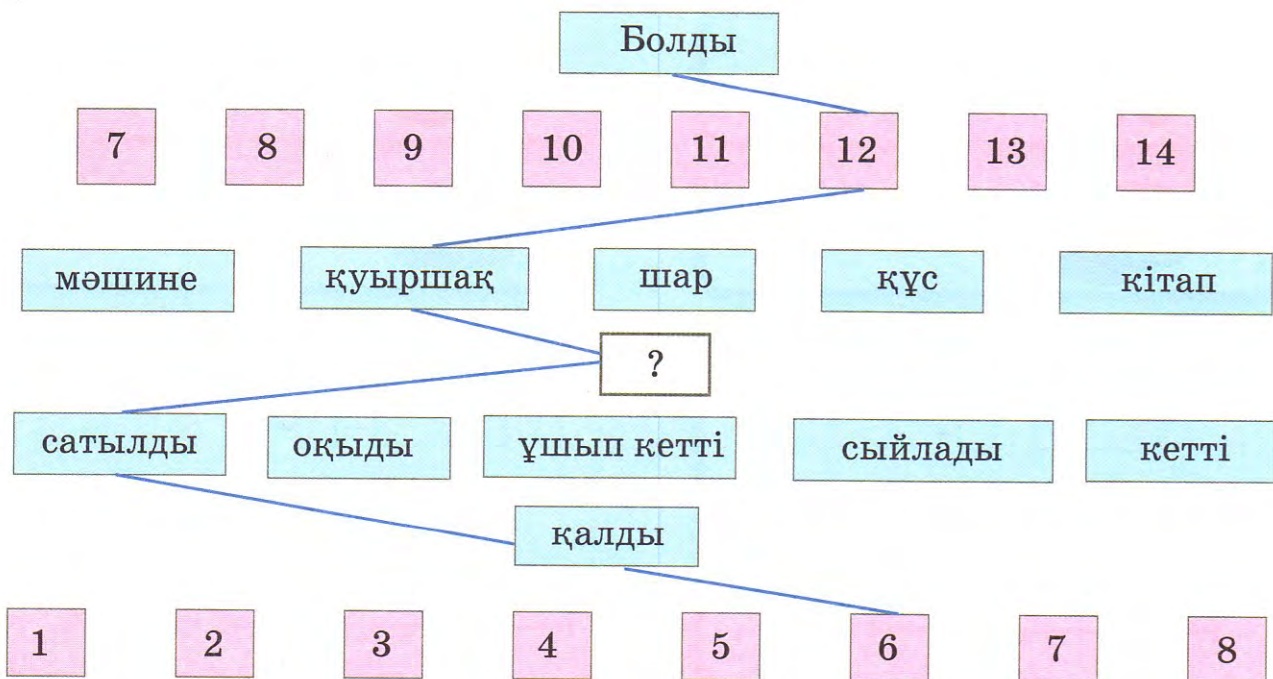 Болды
7 8 9 10 11 12 13 14
мәшине қуыршақ шар құс кітап
?
сатылды оқыды ұшып кетті сыйлады кетті
қалды
1 2 3 4 5 6 7 8